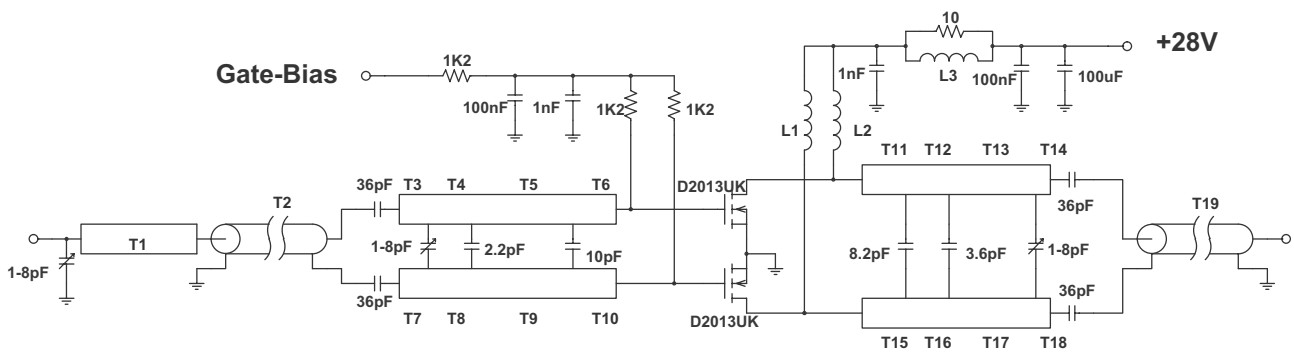 10
+28V
1K2
Gate-Bias
1nF
L3
100nF
100uF
100nF
1nF
1K2
1K2
L1
L2
T11 T12 T13 T14
36pF
T3 T4 T5 T6
D2013UK
T2
36pF
T19
T1
1-8pF
2.2pF
10pF
8.2pF
3.6pF
1-8pF
1-8pF
36pF
36pF
T7 T8 T9 T10
D2013UK
T15 T16 T17 T18